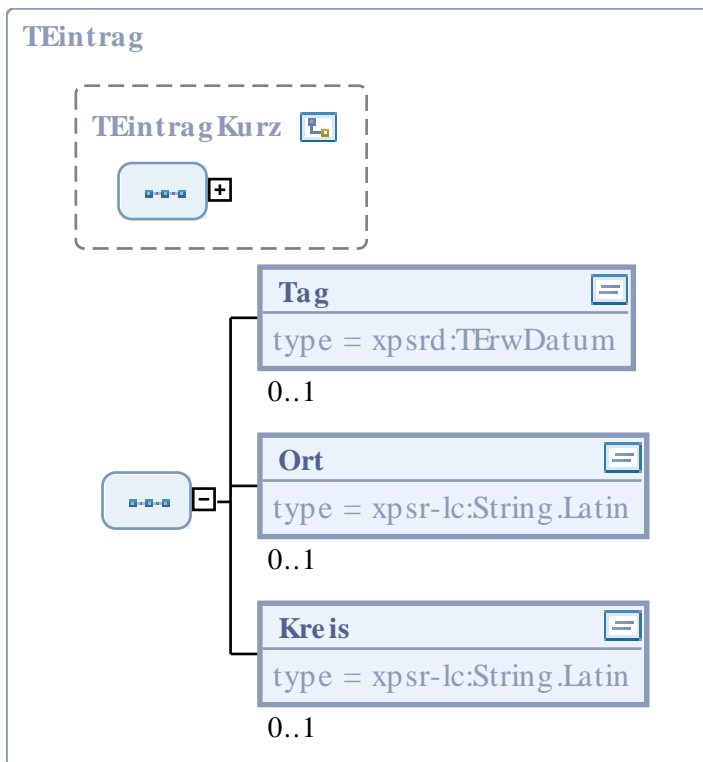 TEintrag
TEintragKurz
Tag
type = xpsrd:TErwDatum
0..1
Ort
type = xpsr-lc:String.Latin
0..1
Kreis
type = xpsr-lc:String.Latin
0..1